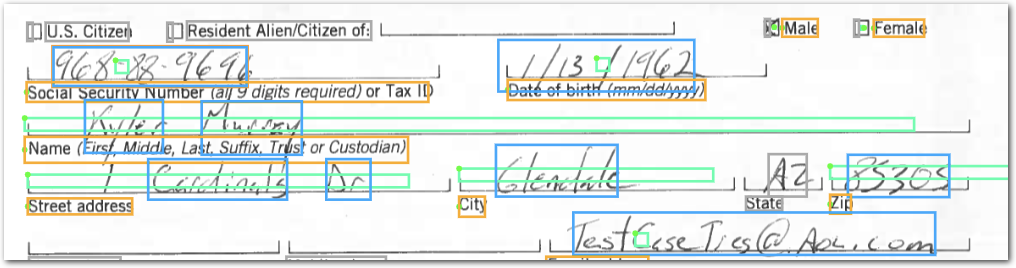 U.S. Citizen Resident Alien/Citizen of: Male Female
968-88-9696 1/13/1962
Social Security Number (all 9 digits required) or Tax ID Date of birth (mm/dd/yyyy)
Kyler Murray
Name (First, Middle, Last, Suffix, Trust or Custodian)
1 Cardinals Dr Glendale AZ 85305
Street address City State Zip
TestCaseTies@Aol.com